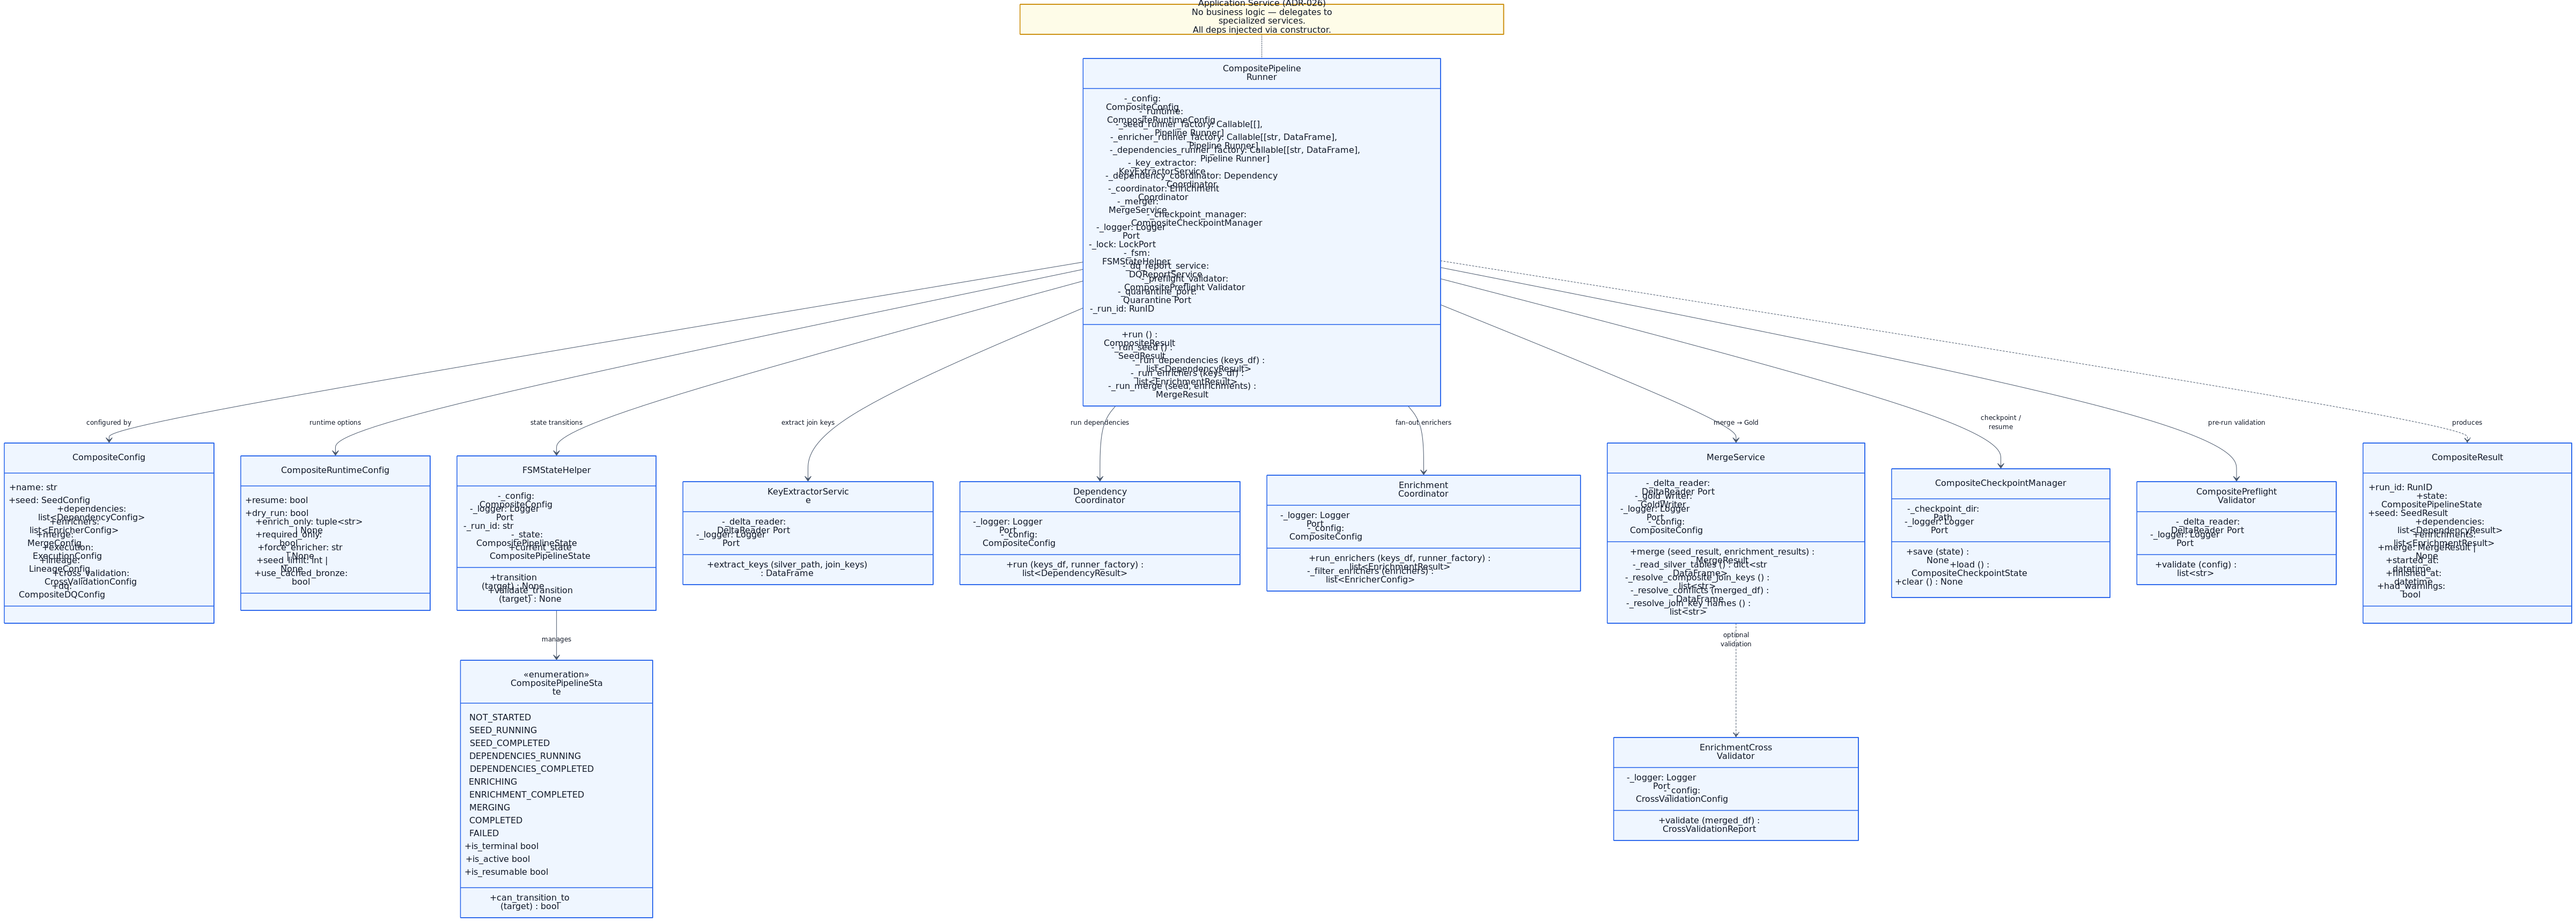 Application Service (ADR-026)
No business logic — delegates to
specialized services.
All deps injected via constructor.
CompositePipeline
Runner
-_config:
CompositeConfig
-_runtime:
CompositeRuntimeConfig
-_seed_runner_factory: Callable[[],
Pipeline Runner]
-_enricher_runner_factory: Callable[[str, DataFrame],
Pipeline Runner]
-_dependencies_runner_factory: Callable[[str, DataFrame],
Pipeline Runner]
-_key_extractor:
KeyExtractorService
-_dependency_coordinator: Dependency
Coordinator
-_coordinator: Enrichment
Coordinator
-_merger:
MergeService
-_checkpoint_manager:
CompositeCheckpointManager
-_logger: Logger
Port
-_lock: LockPort
-_fsm:
FSMStateHelper
-_dq_report_service:
DQReportService
-_preflight_validator:
CompositePreflight Validator
-_quarantine_port:
Quarantine Port
-_run_id: RunID
+run () :
CompositeResult
-_run_seed () :
SeedResult
-_run_dependencies (keys_df) :
list<DependencyResult>
-_run_enrichers (keys_df) :
list<EnrichmentResult>
-_run_merge (seed, enrichments) :
MergeResult
configured by
runtime options
state transitions
extract join keys
run dependencies
fan-out enrichers
merge → Gold
checkpoint /
resume
pre-run validation
produces
CompositeConfig
+name: str
+seed: SeedConfig
+dependencies:
list<DependencyConfig>
+enrichers:
list<EnricherConfig>
+merge:
MergeConfig
+execution:
ExecutionConfig
+lineage:
LineageConfig
+cross_validation:
CrossValidationConfig
+dq:
CompositeDQConfig
CompositeRuntimeConfig
+resume: bool
+dry_run: bool
+enrich_only: tuple<str>
| None
+required_only:
bool
+force_enricher: str
| None
+seed_limit: int |
None
+use_cached_bronze:
bool
FSMStateHelper
-_config:
CompositeConfig
-_logger: Logger
Port
-_run_id: str
-_state:
CompositePipelineState
+current_state
CompositePipelineState
+transition
(target) : None
+validate_transition
(target) : None
KeyExtractorServic
e
-_delta_reader:
DeltaReader Port
-_logger: Logger
Port
+extract_keys (silver_path, join_keys)
: DataFrame
Dependency
Coordinator
-_logger: Logger
Port
-_config:
CompositeConfig
+run (keys_df, runner_factory) :
list<DependencyResult>
Enrichment
Coordinator
-_logger: Logger
Port
-_config:
CompositeConfig
+run_enrichers (keys_df, runner_factory) :
list<EnrichmentResult>
-_filter_enrichers (enrichers) :
list<EnricherConfig>
MergeService
-_delta_reader:
DeltaReader Port
-_gold_writer:
GoldWriter
-_logger: Logger
Port
-_config:
CompositeConfig
+merge (seed_result, enrichment_results) :
MergeResult
-_read_silver_tables () : dict<str
DataFrame>
-_resolve_composite_join_keys () :
list<str>
-_resolve_conflicts (merged_df) :
DataFrame
-_resolve_join_key_names () :
list<str>
CompositeCheckpointManager
-_checkpoint_dir:
Path
-_logger: Logger
Port
+save (state) :
None
+load () :
CompositeCheckpointState
+clear () : None
CompositePreflight
Validator
-_delta_reader:
DeltaReader Port
-_logger: Logger
Port
+validate (config) :
list<str>
CompositeResult
+run_id: RunID
+state:
CompositePipelineState
+seed: SeedResult
+dependencies:
list<DependencyResult>
+enrichments:
list<EnrichmentResult>
+merge: MergeResult |
None
+started_at:
datetime
+finished_at:
datetime
+had_warnings:
bool
manages
optional
validation
«enumeration»
CompositePipelineSta
te
NOT_STARTED
SEED_RUNNING
SEED_COMPLETED
DEPENDENCIES_RUNNING
DEPENDENCIES_COMPLETED
ENRICHING
ENRICHMENT_COMPLETED
MERGING
COMPLETED
FAILED
+is_terminal bool
+is_active bool
+is_resumable bool
+can_transition_to
(target) : bool
EnrichmentCross
Validator
-_logger: Logger
Port
-_config:
CrossValidationConfig
+validate (merged_df) :
CrossValidationReport